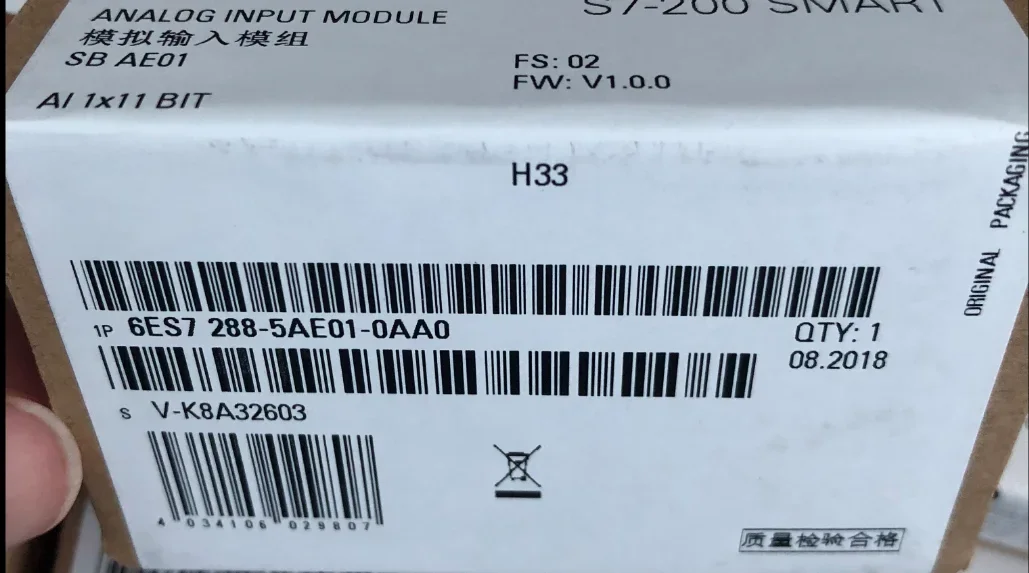 ANALOG INPUT MODULE
S7-200 SMART
模拟输入模组
SB AE01
FS: 02
FW: V1.0.0
AI 1x11 BIT
H33
ORIGINAL PACKAGING
1P 6ES7 288-5AE01-0AA0
QTY: 1
08.2018
S V-K8A32603
4 034106 029807
质量检验合格